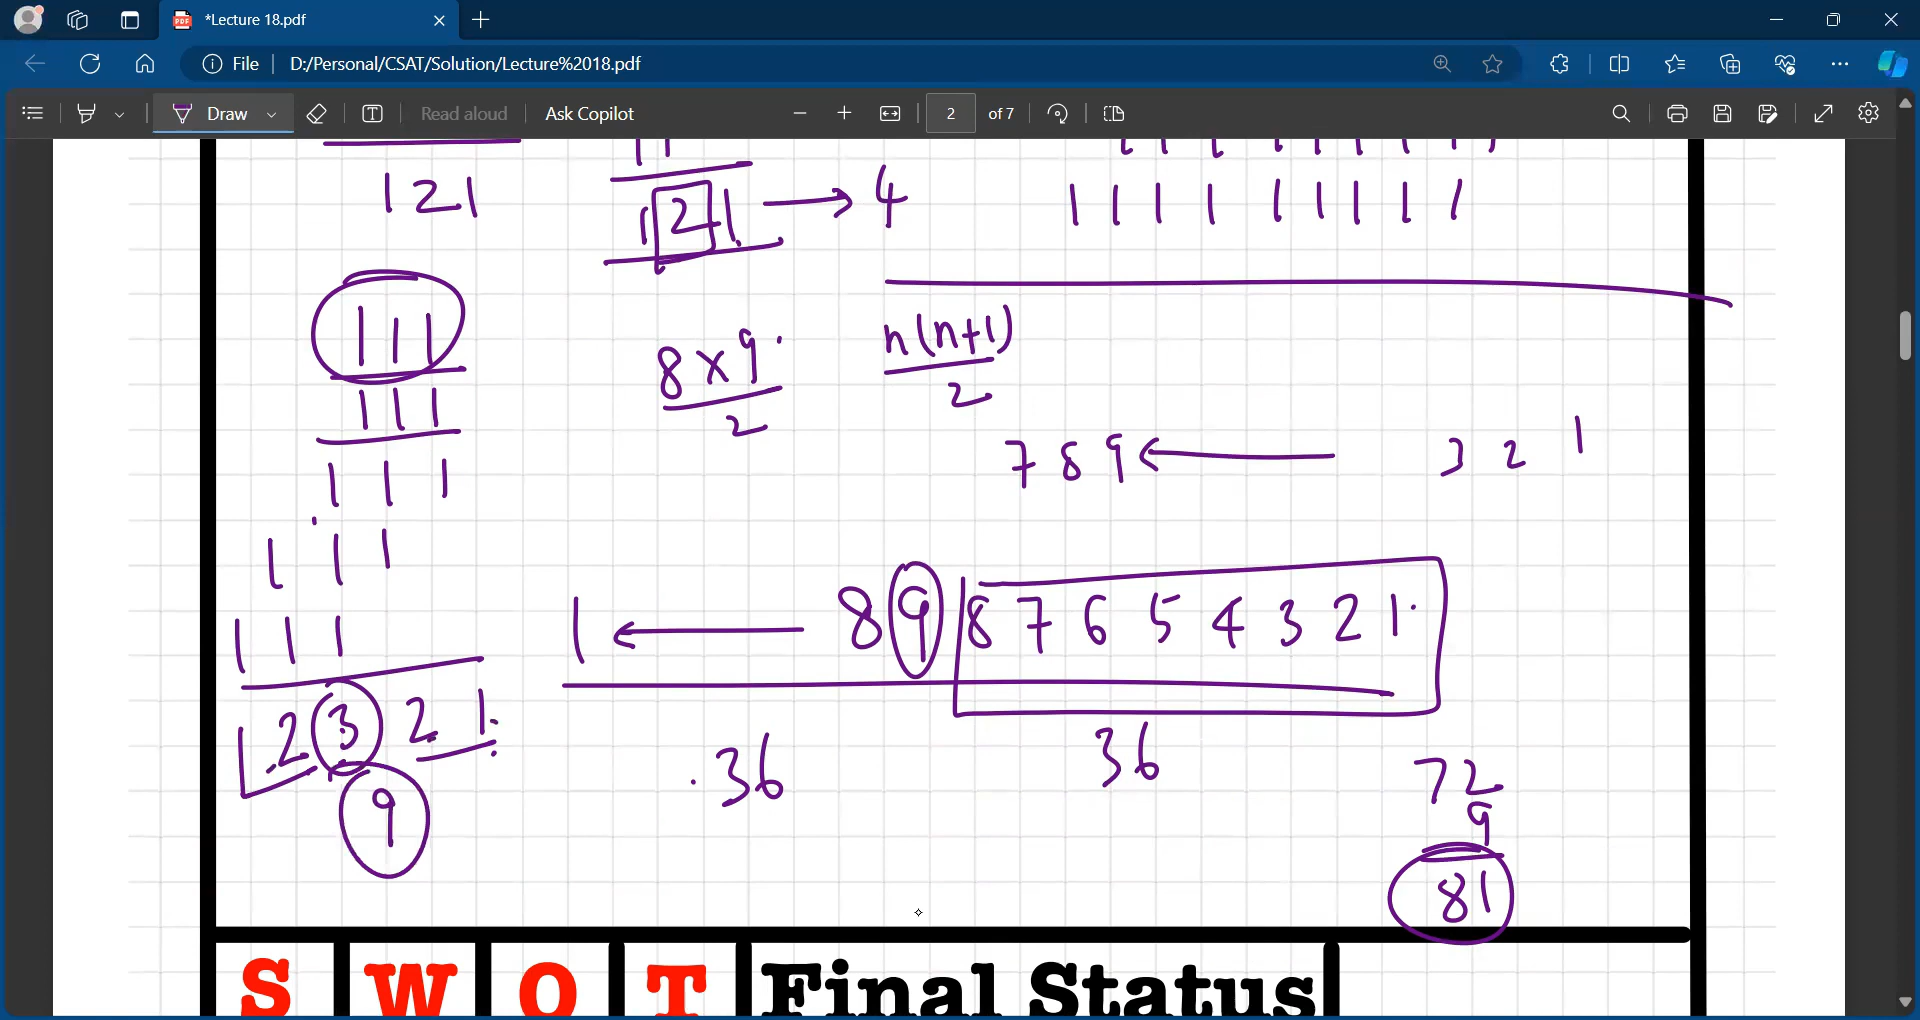 *Lecture 18.pdf
File D:/Personal/CSAT/Solution/Lecture%2018.pdf
Draw Read aloud Ask Copilot 2 of 7
1 1
121 121 → 4 1 1 1 1 1 1 1 1 1
111
111
1 1 1
1 1 1
1 1 1
1 2 3 2 1
9
8 x 9
2
n(n+1)
2
7 8 9 ← 3 2 1
1 ← 8 9 8 7 6 5 4 3 2 1
36 36
72
9
81
S W O T Final Status